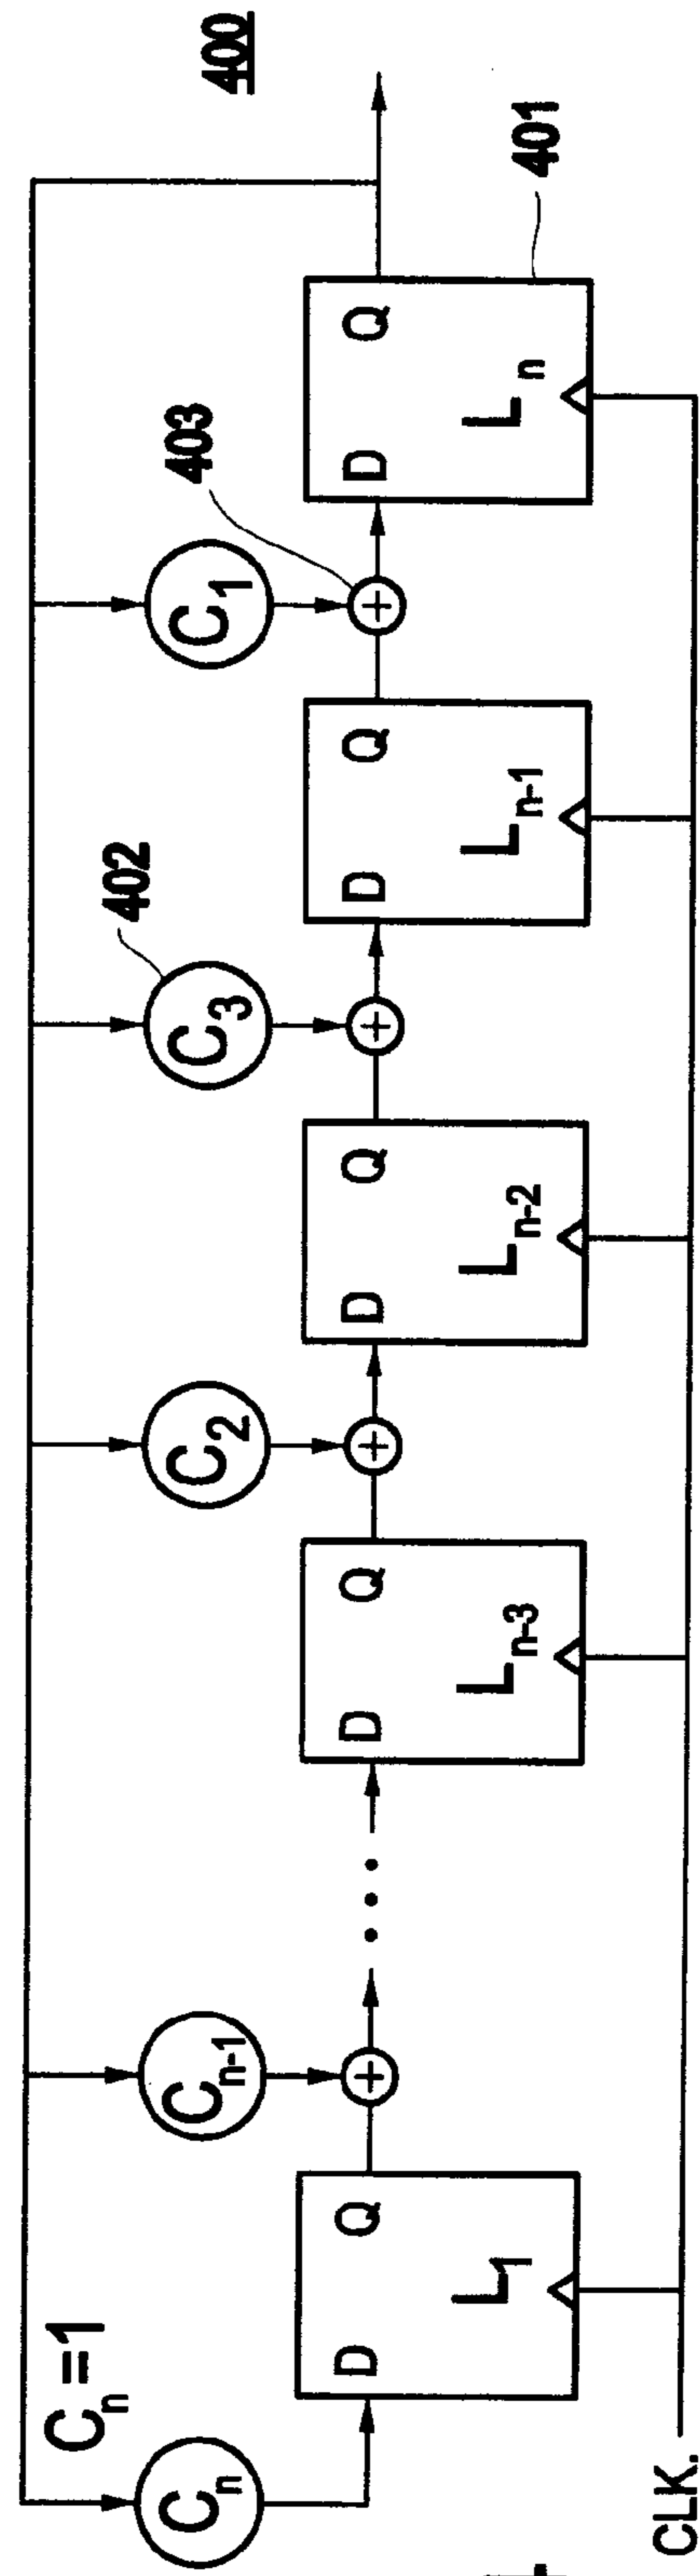 400
C_n = 1
C_n
C_{n-1}
C_2
C_3
402
C_1
403
D Q
L_1
D Q
L_{n-3}
D Q
L_{n-2}
D Q
L_{n-1}
D Q
L_n
401
CLK.